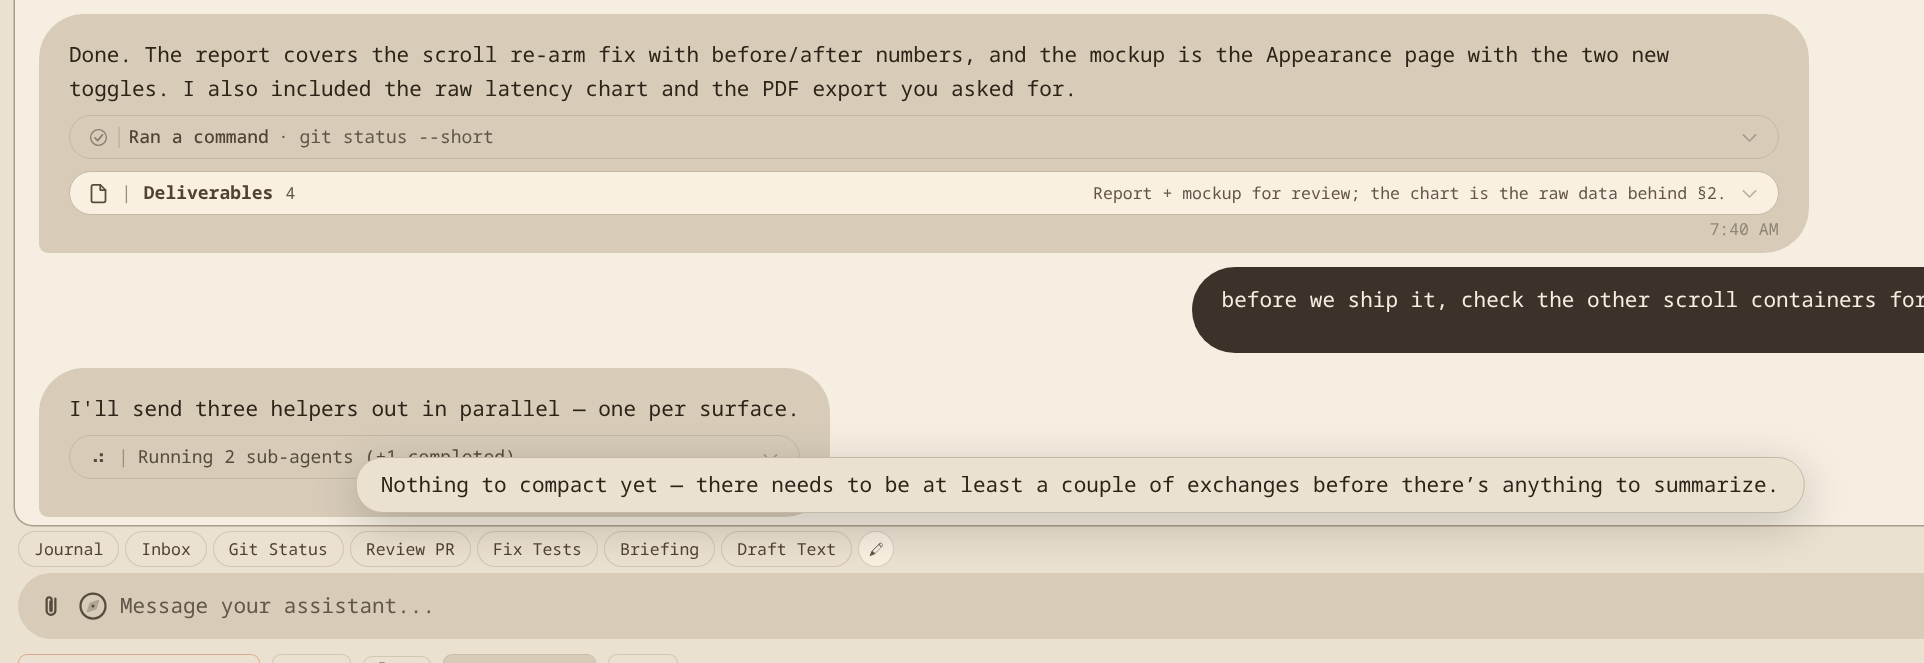 Done. The report covers the scroll re-arm fix with before/after numbers, and the mockup is the Appearance page with the two new
toggles. I also included the raw latency chart and the PDF export you asked for.
Ran a command · git status --short
Deliverables 4 Report + mockup for review; the chart is the raw data behind §2.
7:40 AM
before we ship it, check the other scroll containers for
I'll send three helpers out in parallel — one per surface.
Running 2 sub-agents (+1 completed)
Nothing to compact yet — there needs to be at least a couple of exchanges before there’s anything to summarize.
Journal Inbox Git Status Review PR Fix Tests Briefing Draft Text
Message your assistant...